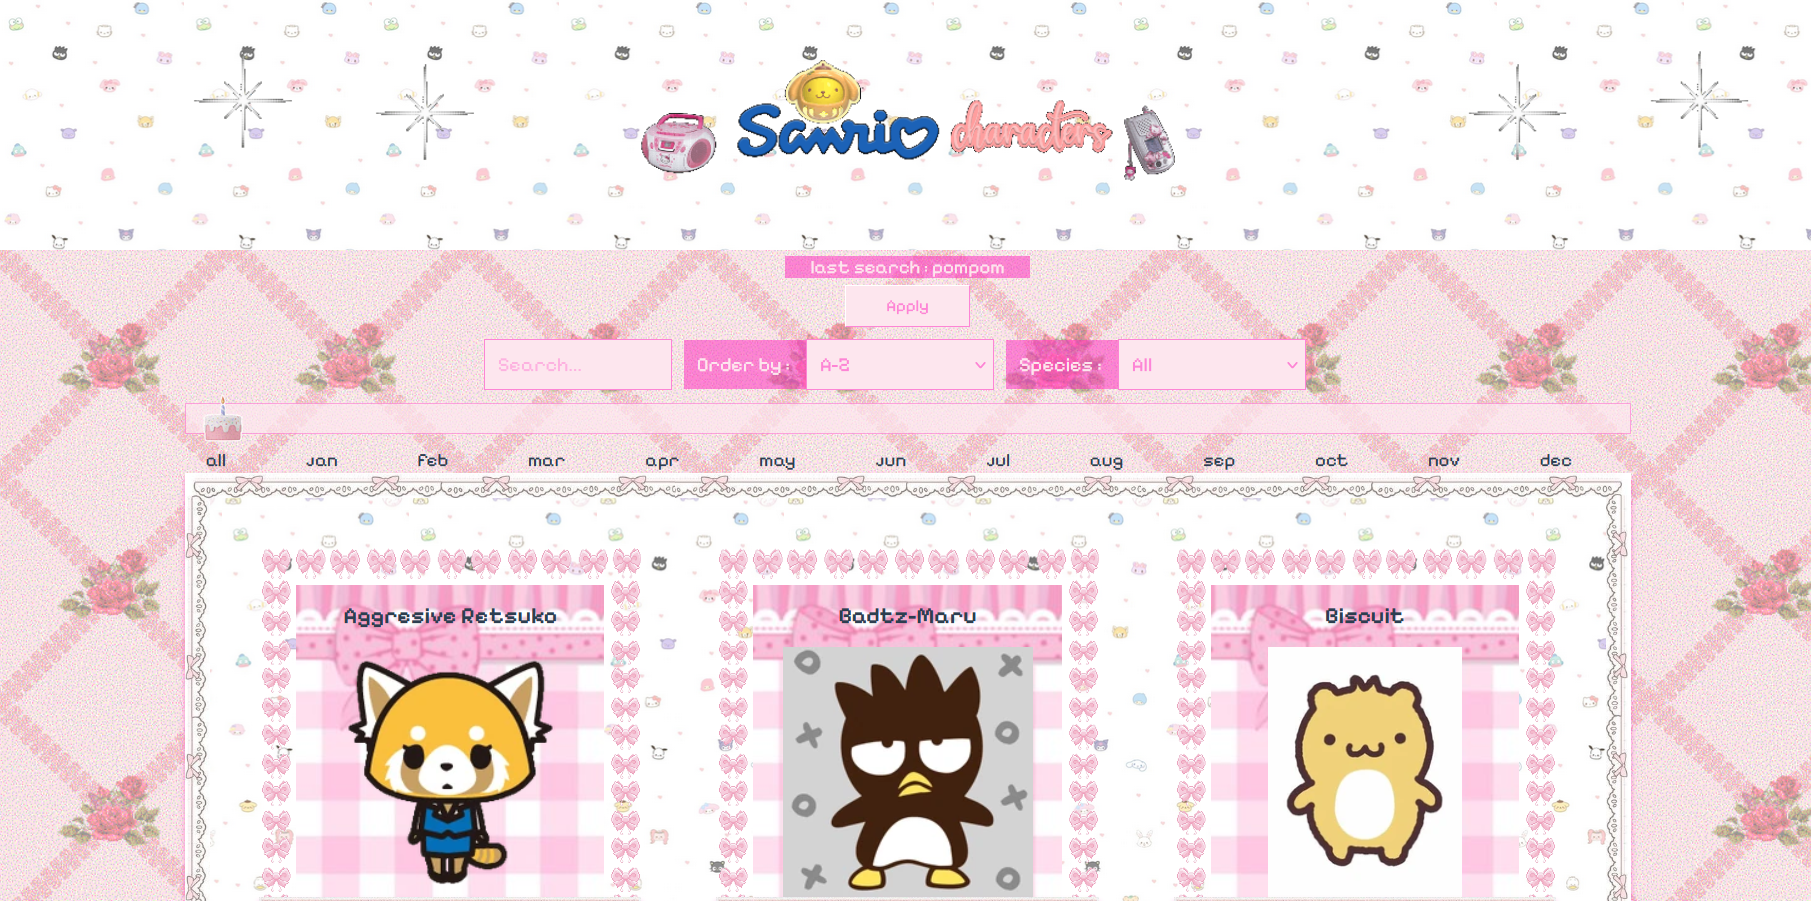 Sanrio characters
last search : pompom
Apply
Search...
Order by :
A-Z
Species :
All
all jan feb mar apr may jun jul aug sep oct nov dec
Aggresive Retsuko
Badtz-Maru
Biscuit